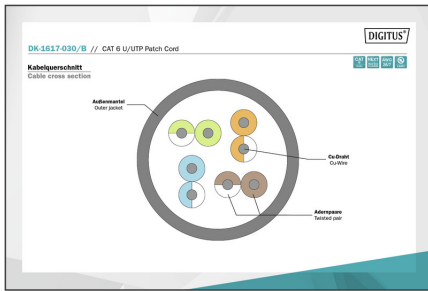 DIGITUS®
DK-1617-030/B // CAT 6 U/UTP Patch Cord
Kabelquerschnitt
Cable cross section
Außenmantel
Outer jacket
Cu-Draht
Cu-Wire
Adernpaare
Twisted pair